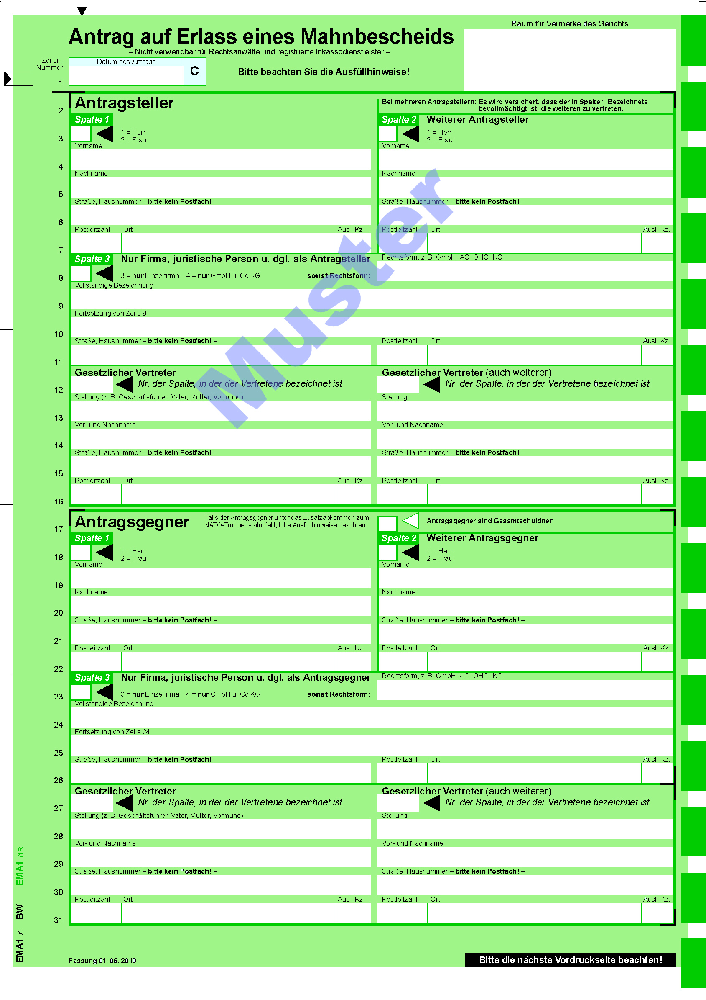 Raum für Vermerke des Gerichts
Antrag auf Erlass eines Mahnbescheids
– Nicht verwendbar für Rechtsanwälte und registrierte Inkassodienstleister –
Zeilen-
Nummer
Datum des Antrags
C
Bitte beachten Sie die Ausfüllhinweise!
1
2 Antragsteller
Bei mehreren Antragstellern: Es wird versichert, dass der in Spalte 1 Bezeichnete
bevollmächtigt ist, die weiteren zu vertreten.
Spalte 1
Spalte 2 Weiterer Antragsteller
3 1 = Herr
2 = Frau
1 = Herr
2 = Frau
Vorname
Vorname
4
Nachname
Nachname
5
Straße, Hausnummer – bitte kein Postfach! –
Straße, Hausnummer – bitte kein Postfach! –
6
Postleitzahl Ort Ausl. Kz.
Postleitzahl Ort Ausl. Kz.
7
Spalte 3 Nur Firma, juristische Person u. dgl. als Antragsteller
Rechtsform, z.B. GmbH, AG, OHG, KG
8 3 = nur Einzelfirma 4 = nur GmbH u. Co KG sonst Rechtsform:
Vollständige Bezeichnung
9
Fortsetzung von Zeile 9
10
Straße, Hausnummer – bitte kein Postfach! –
Postleitzahl Ort Ausl. Kz.
11
Gesetzlicher Vertreter
Gesetzlicher Vertreter (auch weiterer)
12 Nr. der Spalte, in der der Vertretene bezeichnet ist
Nr. der Spalte, in der der Vertretene bezeichnet ist
Stellung (z. B. Geschäftsführer, Vater, Mutter, Vormund)
Stellung
13
Vor- und Nachname
Vor- und Nachname
14
Straße, Hausnummer – bitte kein Postfach! –
Straße, Hausnummer – bitte kein Postfach! –
15
Postleitzahl Ort Ausl. Kz.
Postleitzahl Ort Ausl. Kz.
16
Muster
17 Antragsgegner
Falls der Antragsgegner unter das Zusatzabkommen zum
NATO-Truppenstatut fällt, bitte Ausfüllhinweise beachten.
Antragsgegner sind Gesamtschuldner
Spalte 1
Spalte 2 Weiterer Antragsgegner
18 1 = Herr
2 = Frau
1 = Herr
2 = Frau
Vorname
Vorname
19
Nachname
Nachname
20
Straße, Hausnummer – bitte kein Postfach! –
Straße, Hausnummer – bitte kein Postfach! –
21
Postleitzahl Ort Ausl. Kz.
Postleitzahl Ort Ausl. Kz.
22
Spalte 3 Nur Firma, juristische Person u. dgl. als Antragsgegner
Rechtsform, z.B. GmbH, AG, OHG, KG
23 3 = nur Einzelfirma 4 = nur GmbH u. Co KG sonst Rechtsform:
Vollständige Bezeichnung
24
Fortsetzung von Zeile 24
25
Straße, Hausnummer – bitte kein Postfach! –
Postleitzahl Ort Ausl. Kz.
26
Gesetzlicher Vertreter
Gesetzlicher Vertreter (auch weiterer)
27 Nr. der Spalte, in der der Vertretene bezeichnet ist
Nr. der Spalte, in der der Vertretene bezeichnet ist
Stellung (z. B. Geschäftsführer, Vater, Mutter, Vormund)
Stellung
28
Vor- und Nachname
Vor- und Nachname
29
Straße, Hausnummer – bitte kein Postfach! –
Straße, Hausnummer – bitte kein Postfach! –
30
Postleitzahl Ort Ausl. Kz.
Postleitzahl Ort Ausl. Kz.
31
EMA1 /1 BW EMA1 /1R
Fassung 01. 06. 2010
Bitte die nächste Vordruckseite beachten!